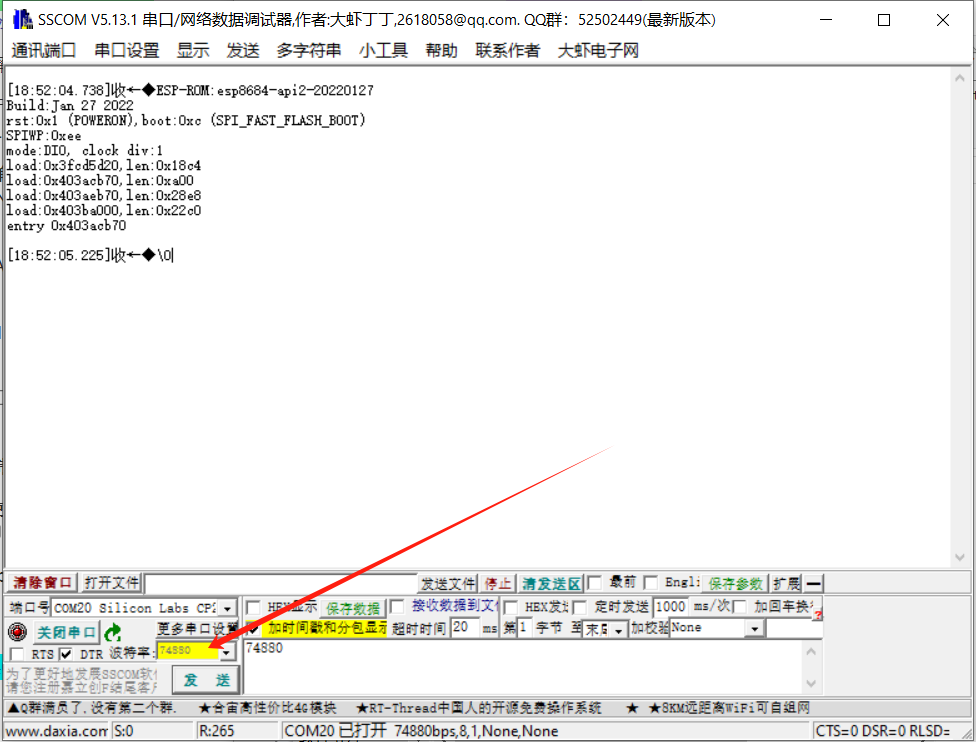 SSCOM V5.13.1 串口/网络数据调试器,作者:大虾丁丁,2618058@qq.com. QQ群：52502449(最新版本)
通讯端口 串口设置 显示 发送 多字符串 小工具 帮助 联系作者 大虾电子网
[18:52:04.738]收←◆ESP-ROM:esp8684-api2-20220127
Build:Jan 27 2022
rst:0x1 (POWERON),boot:0xc (SPI_FAST_FLASH_BOOT)
SPIWP:0xee
mode:DIO, clock div:1
load:0x3fcd5d20,len:0x18c4
load:0x403acb70,len:0xa00
load:0x403aeb70,len:0x28e8
load:0x403ba000,len:0x22c0
entry 0x403acb70
[18:52:05.225]收←◆\0
清除窗口 打开文件 发送文件 停止 清发送区 最前 Engli 保存参数 扩展 —
端口号 COM20 Silicon Labs CP2 HEX显示 保存数据 接收数据到文 HEX发 定时发送 1000 ms/次 加回车换
关闭串口 更多串口设置 加时间戳和分包显示 超时时间 20 ms 第 1 字节 至 末尾 加校验 None
RTS DTR 波特率: 74880 74880
为了更好地发展SSCOM软件
请您注册嘉立创F结尾客户
发 送
▲Q群满员了.没有第二个群. ★合宙高性价比4G模块 ★RT-Thread中国人的开源免费操作系统 ★ ★8KM远距离WiFi可自组网
www.daxia.com S:0 R:265 COM20 已打开 74880bps,8,1,None,None CTS=0 DSR=0 RLSD=